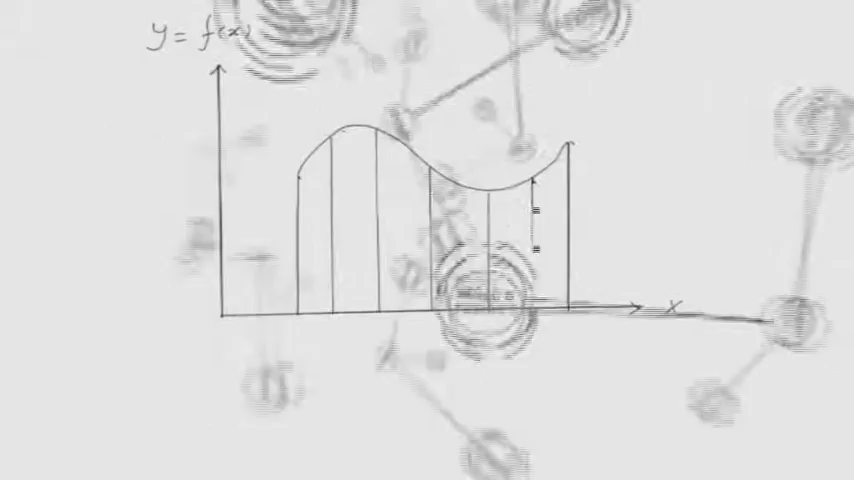 y = f(x)
x